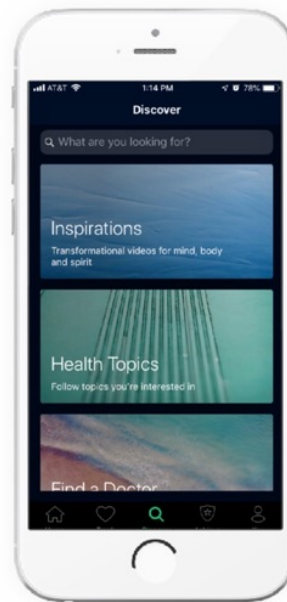 AT&T 1:14 PM 78%
Discover
What are you looking for?
Inspirations
Transformational videos for mind, body
and spirit
Health Topics
Follow topics you're interested in
Find a Doctor